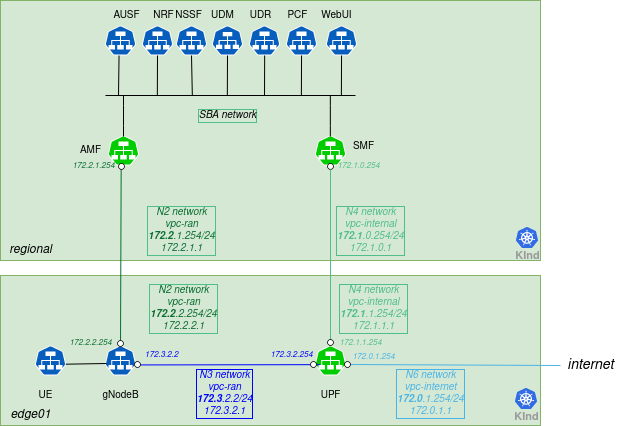 AUSF NRF NSSF UDM UDR PCF WebUI
SBA network
AMF
172.2.1.254
SMF
172.1.0.254
N2 network
vpc-ran
172.2.1.254/24
172.2.1.1
N4 network
vpc-internal
172.1.0.254/24
172.1.0.1
regional
KInd
N2 network
vpc-ran
172.2.2.254/24
172.2.2.1
N4 network
vpc-internal
172.1.1.254/24
172.1.1.1
172.2.2.254
172.3.2.2
172.3.2.254
172.1.1.254
172.0.1.254
internet
UE
gNodeB
N3 network
vpc-ran
172.3.2.2/24
172.3.2.1
UPF
N6 network
vpc-internet
172.0.1.254/24
172.0.1.1
edge01
KInd